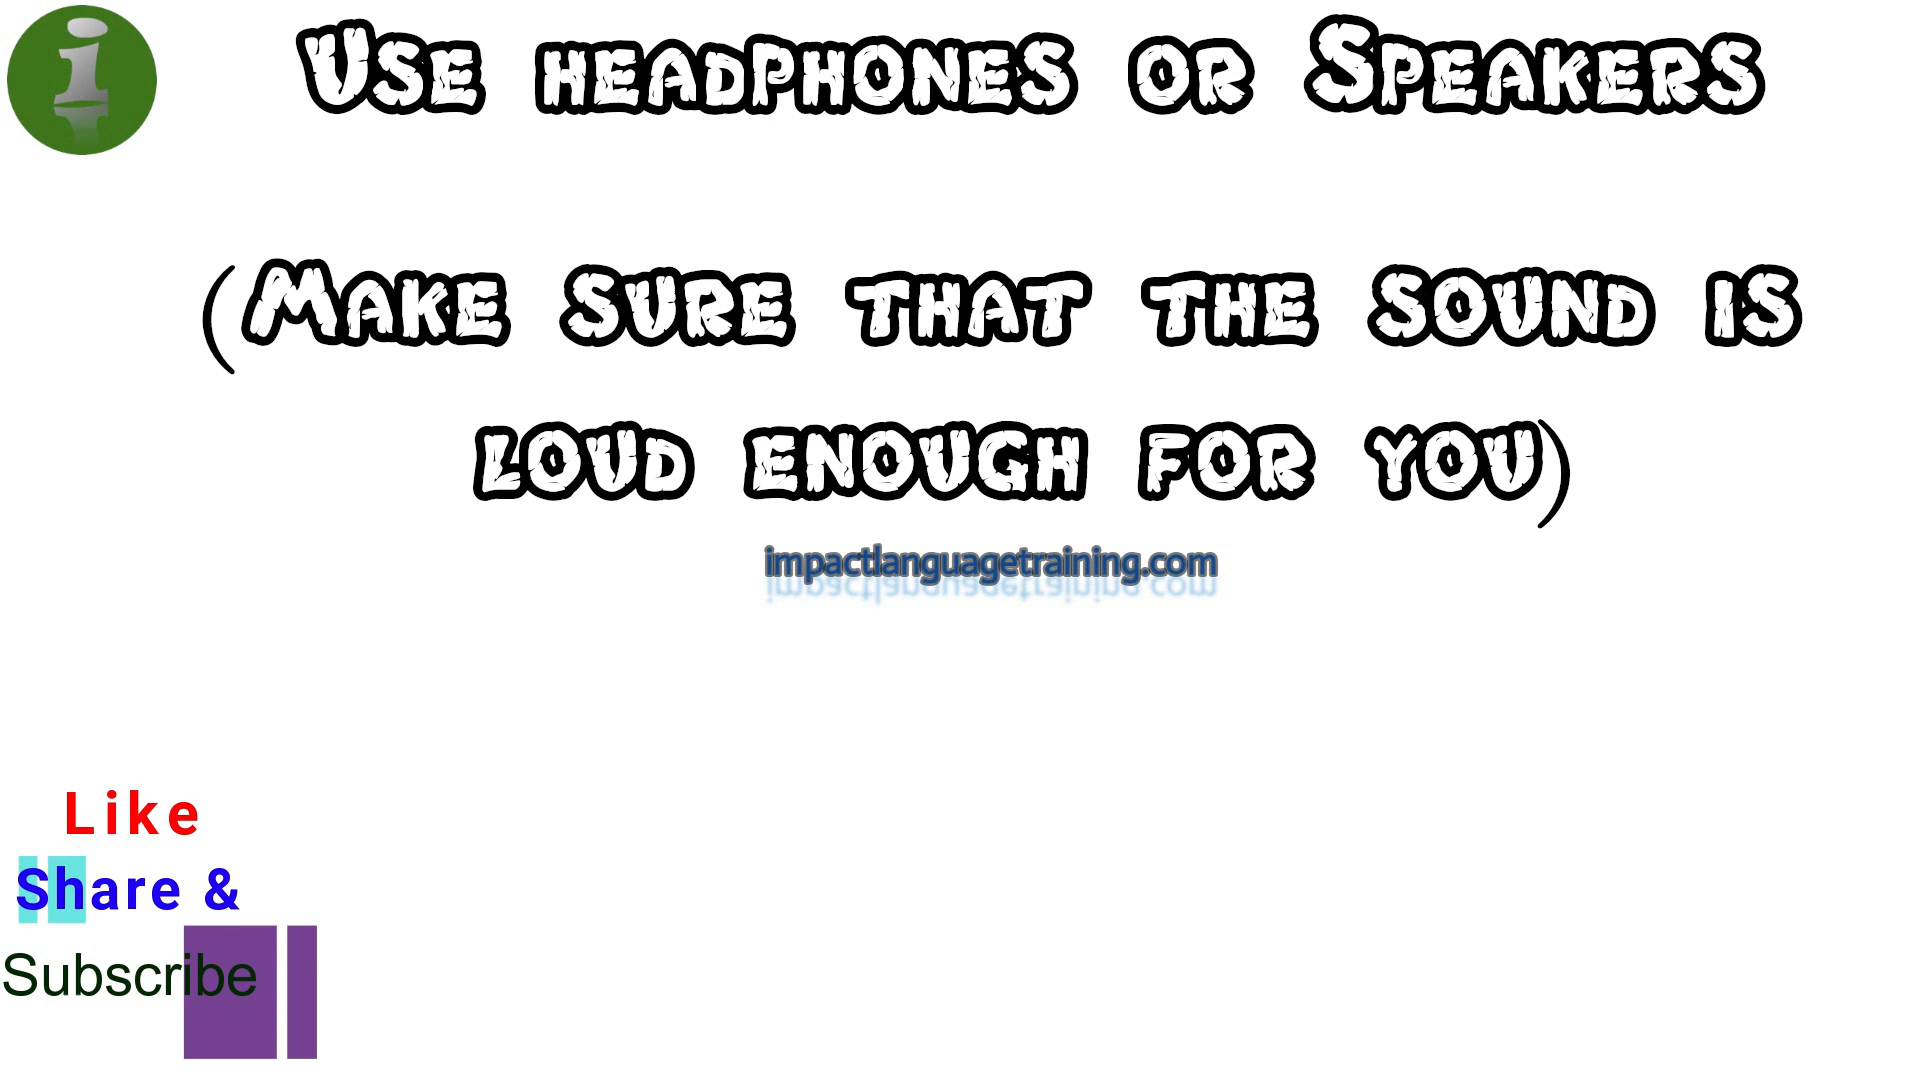 i
Use headphones or Speakers
(Make sure that the sound is
loud enough for you)
impactlanguagetraining.com
Like
Share &
Subscribe